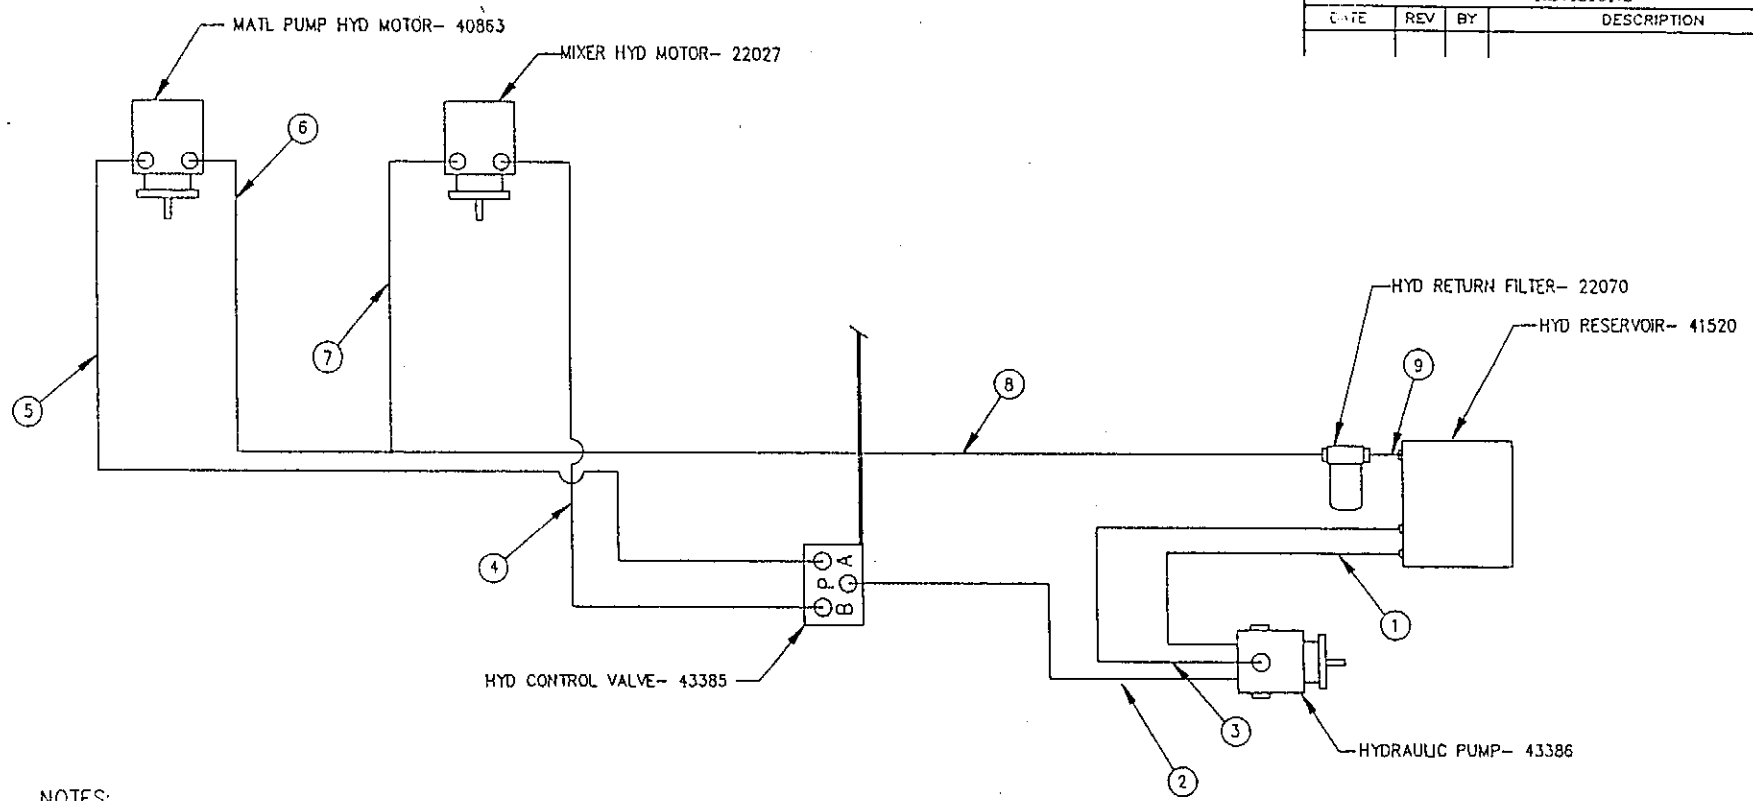 DATE REV BY DESCRIPTION
MATL PUMP HYD MOTOR- 40863
MIXER HYD MOTOR- 22027
6
HYD RETURN FILTER- 22070
HYD RESERVOIR- 41520
7
9
8
5
4
A
P
B
1
HYD CONTROL VALVE- 43385
3
HYDRAULIC PUMP- 43386
2
NOTES: